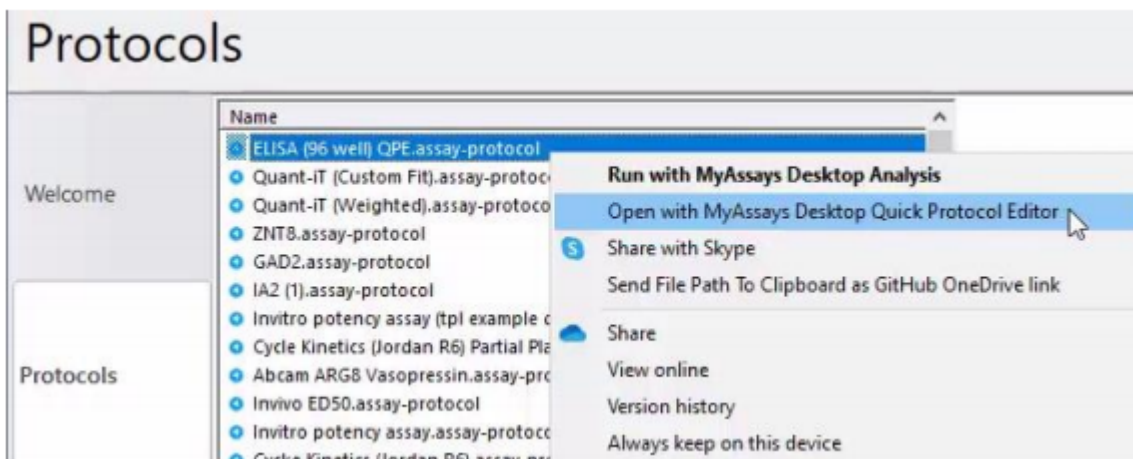 Protocols
Name
ELISA (96 well) QPE.assay-protocol
Quant-iT (Custom Fit).assay-protoc
Quant-iT (Weighted).assay-protoco
ZNT8.assay-protocol
GAD2.assay-protocol
IA2 (1).assay-protocol
Invitro potency assay (tpl example
Cycle Kinetics (Jordan R6) Partial Pla
Abcam ARG8 Vasopressin.assay-pro
Invivo ED50.assay-protocol
Invitro potency assay.assay-protoco
Welcome
Protocols
Run with MyAssays Desktop Analysis
Open with MyAssays Desktop Quick Protocol Editor
Share with Skype
Send File Path To Clipboard as GitHub OneDrive link
Share
View online
Version history
Always keep on this device